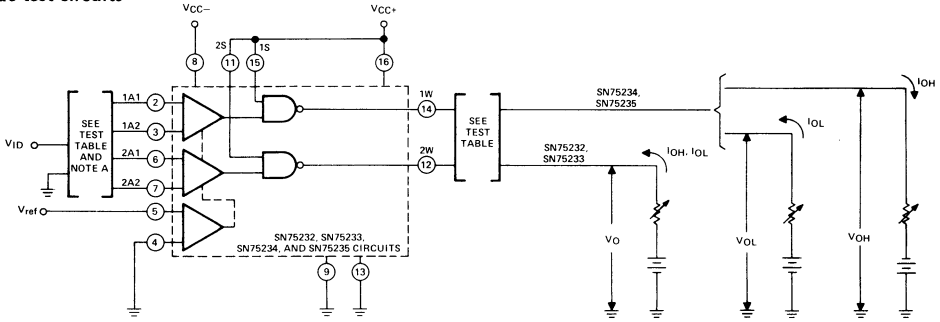 VCC−
VCC+
2S
1S
8
11
15
16
1A1
2
1W
14
SN75234,
SN75235
IOH
SEE
TEST
TABLE
AND
NOTE A
VID
1A2
3
SEE
TEST
TABLE
IOL
2A1
6
2W
12
SN75232,
SN75233
IOH, IOL
2A2
7
Vref
5
VO
VOL
VOH
4
SN75232, SN75233,
SN75234, AND SN75235 CIRCUITS
9
13